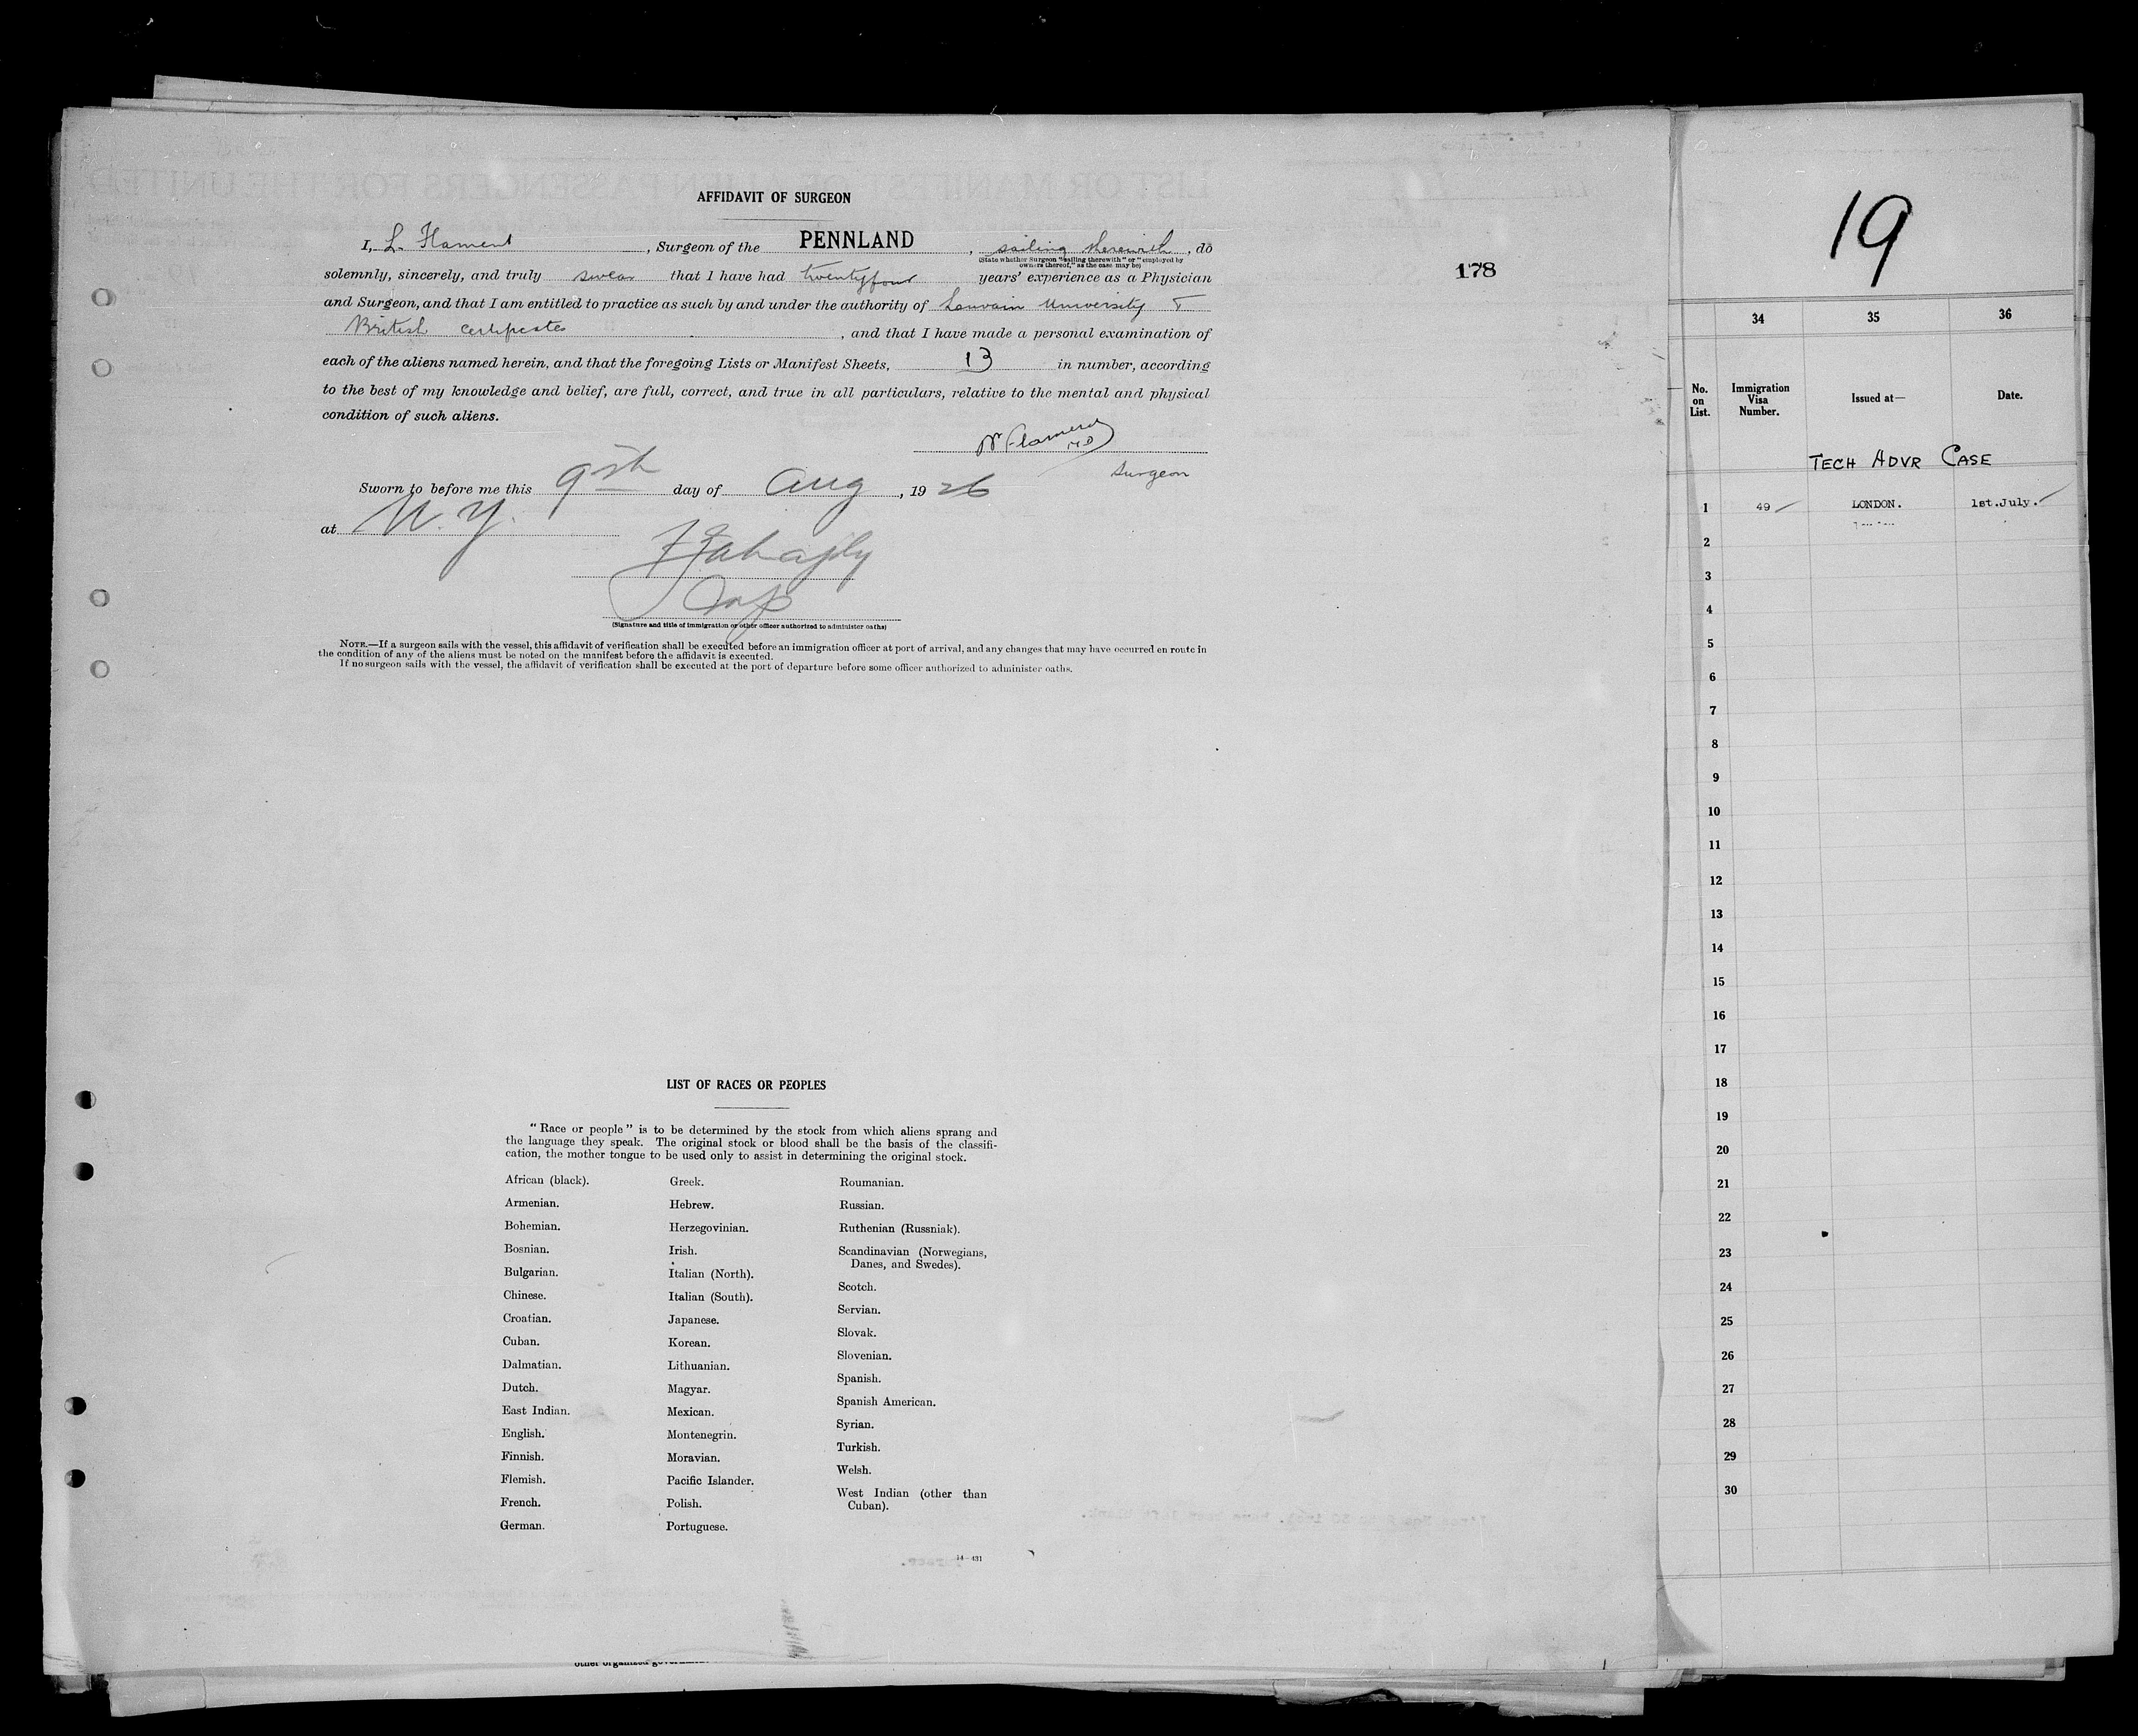 AFFIDAVIT OF SURGEON
I, L. Flament, Surgeon of the PENNLAND, sailing therewith, do
(State whether Surgeon "sailing therewith" or "employed by
owners thereof," as the case may be)
solemnly, sincerely, and truly swear that I have had twentyfour years' experience as a Physician
and Surgeon, and that I am entitled to practice as such by and under the authority of Louvain University &
British certificates, and that I have made a personal examination of
each of the aliens named herein, and that the foregoing Lists or Manifest Sheets, 13 in number, according
to the best of my knowledge and belief, are full, correct, and true in all particulars, relative to the mental and physical
condition of such aliens.
MD
Surgeon
Sworn to before me this 9th day of Aug, 1926
at N.Y.
Insp
(Signature and title of immigration or other officer authorized to administer oaths)
NOTE.—If a surgeon sails with the vessel, this affidavit of verification shall be executed before an immigration officer at port of arrival, and any changes that may have occurred en route in
the condition of any of the aliens must be noted on the manifest before the affidavit is executed.
If no surgeon sails with the vessel, the affidavit of verification shall be executed at the port of departure before some officer authorized to administer oaths.
178
LIST OF RACES OR PEOPLES
"Race or people" is to be determined by the stock from which aliens sprang and
the language they speak. The original stock or blood shall be the basis of the classifi-
cation, the mother tongue to be used only to assist in determining the original stock.
African (black).
Armenian.
Bohemian.
Bosnian.
Bulgarian.
Chinese.
Croatian.
Cuban.
Dalmatian.
Dutch.
East Indian.
English.
Finnish.
Flemish.
French.
German.
Greek.
Hebrew.
Herzegovinian.
Irish.
Italian (North).
Italian (South).
Japanese.
Korean.
Lithuanian.
Magyar.
Mexican.
Montenegrin.
Moravian.
Pacific Islander.
Polish.
Portuguese.
Roumanian.
Russian.
Ruthenian (Russniak).
Scandinavian (Norwegians,
Danes, and Swedes).
Scotch.
Servian.
Slovak.
Slovenian.
Spanish.
Spanish American.
Syrian.
Turkish.
Welsh.
West Indian (other than
Cuban).
14—431
19
34 35 36
No. on List. Immigration Visa Number. Issued at— Date.
TECH ADVR CASE
1 49 LONDON. 1st.July.
2
3
4
5
6
7
8
9
10
11
12
13
14
15
16
17
18
19
20
21
22
23
24
25
26
27
28
29
30